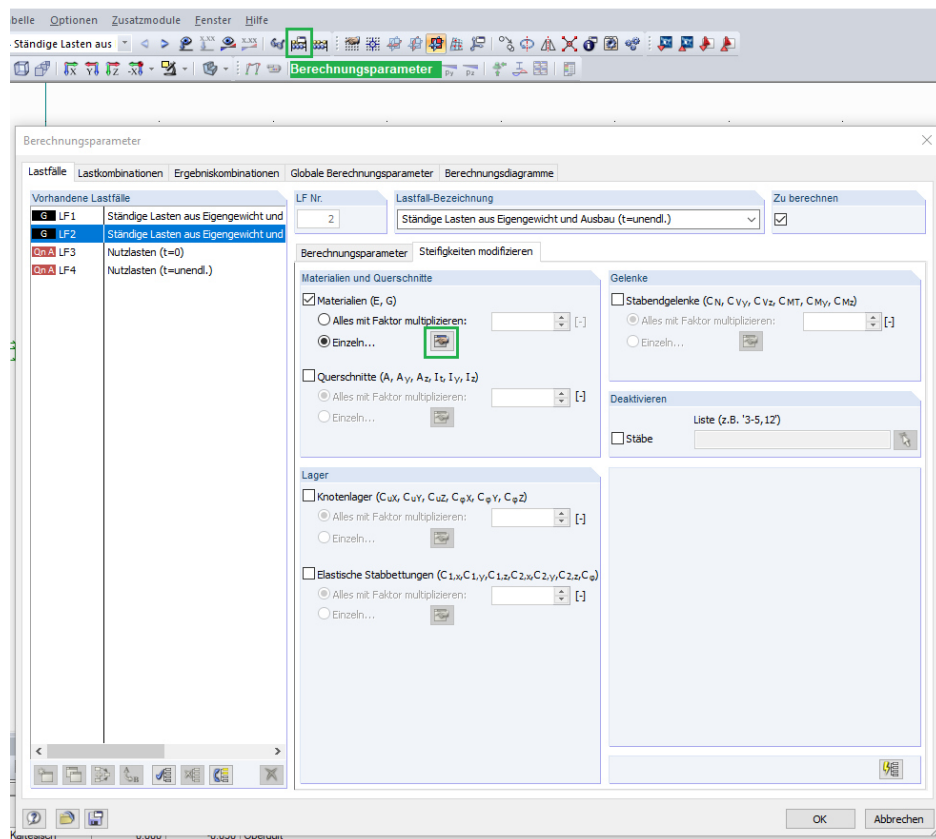 belle Optionen Zusatzmodule Fenster Hilfe
Ständige Lasten aus
Berechnungsparameter
Berechnungsparameter
Lastfälle Lastkombinationen Ergebniskombinationen Globale Berechnungsparameter Berechnungsdiagramme
Vorhandene Lastfälle
G LF1 Ständige Lasten aus Eigengewicht und
G LF2 Ständige Lasten aus Eigengewicht und
Qn A LF3 Nutzlasten (t=0)
Qn A LF4 Nutzlasten (t=unendl.)
LF Nr.
2
Lastfall-Bezeichnung
Ständige Lasten aus Eigengewicht und Ausbau (t=unendl.)
Zu berechnen
Berechnungsparameter Steifigkeiten modifizieren
Materialien und Querschnitte
Materialien (E, G)
Alles mit Faktor multiplizieren: [-]
Einzeln...
Querschnitte (A, Ay, Az, It, Iy, Iz)
Alles mit Faktor multiplizieren: [-]
Einzeln...
Lager
Knotenlager (CuX, CuY, CuZ, CφX, CφY, CφZ)
Alles mit Faktor multiplizieren: [-]
Einzeln...
Elastische Stabbettungen (C1,x,C1,y,C1,z,C2,x,C2,y,C2,z,Cφ)
Alles mit Faktor multiplizieren: [-]
Einzeln...
Gelenke
Stabendgelenke (CN, CVy, CVz, CMT, CMy, CMz)
Alles mit Faktor multiplizieren: [-]
Einzeln...
Deaktivieren
Liste (z.B. '3-5,12')
Stäbe
OK Abbrechen